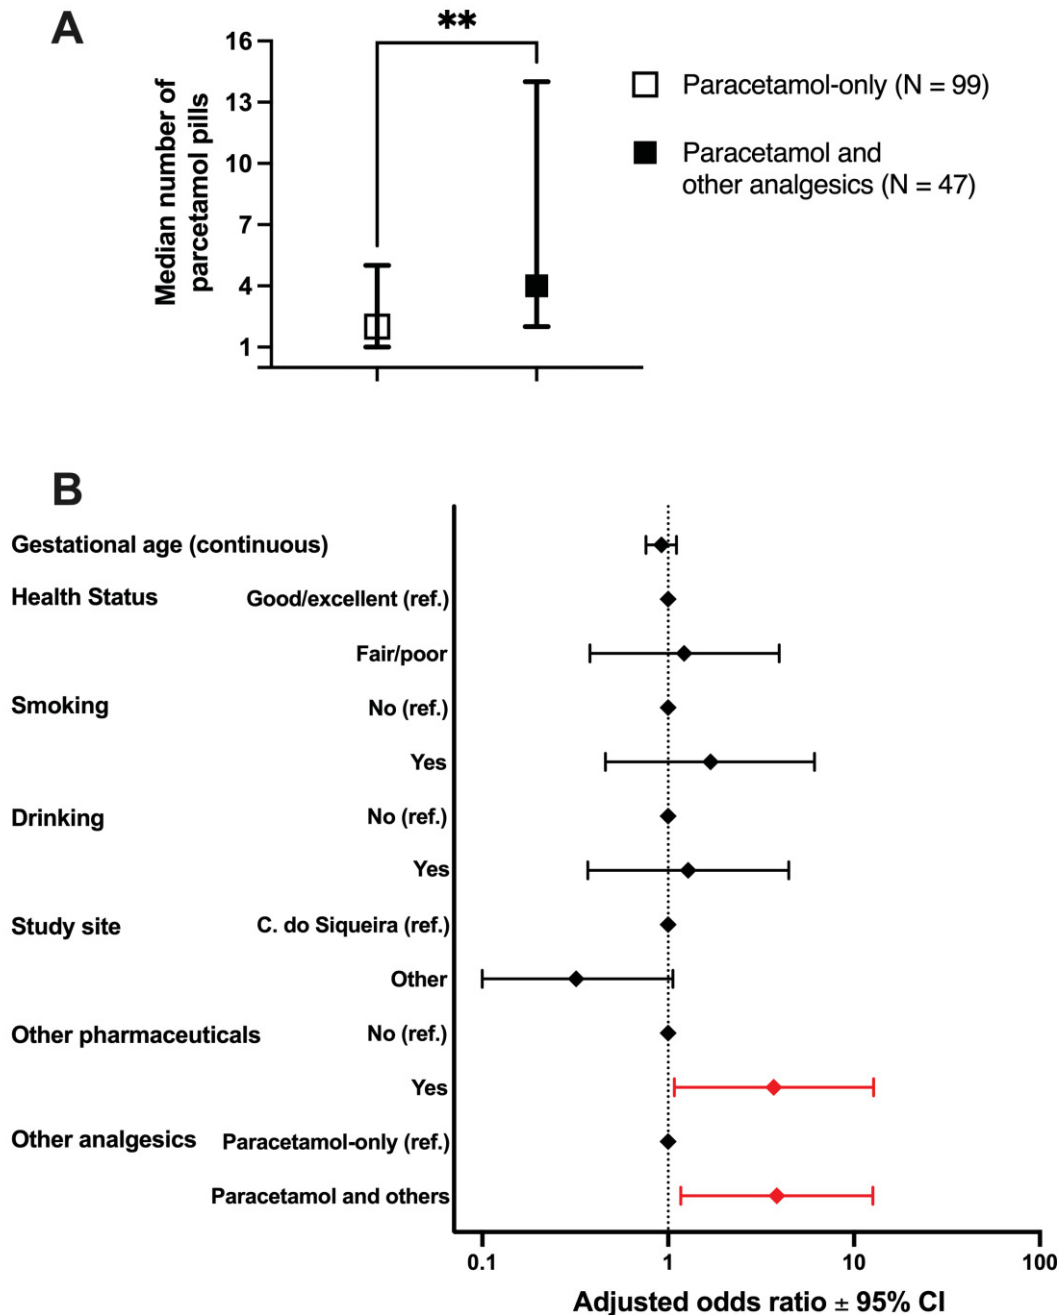 A
**
16
13
10
7
4
1
Median number of
parcetamol pills
Paracetamol-only (N = 99)
Paracetamol and
other analgesics (N = 47)
B
Gestational age (continuous)
Health Status Good/excellent (ref.)
Fair/poor
Smoking No (ref.)
Yes
Drinking No (ref.)
Yes
Study site C. do Siqueira (ref.)
Other
Other pharmaceuticals No (ref.)
Yes
Other analgesics Paracetamol-only (ref.)
Paracetamol and others
0.1 1 10 100
Adjusted odds ratio ± 95% CI